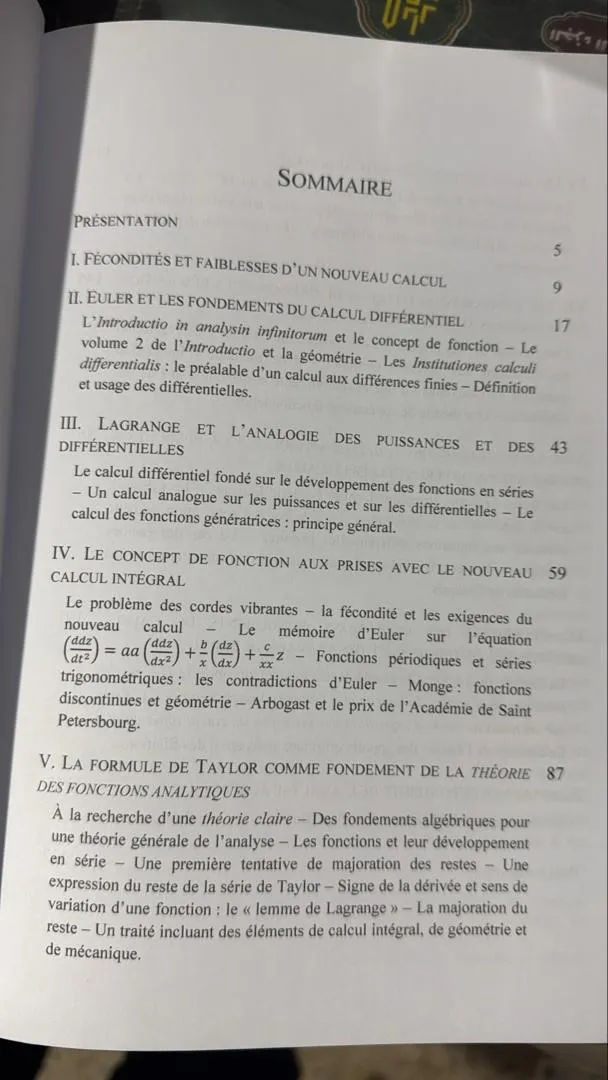 SOMMAIRE
PRÉSENTATION 5
I. FÉCONDITÉS ET FAIBLESSES D'UN NOUVEAU CALCUL 9
II. EULER ET LES FONDEMENTS DU CALCUL DIFFÉRENTIEL 17
L'Introductio in analysin infinitorum et le concept de fonction – Le
volume 2 de l'Introductio et la géométrie – Les Institutiones calculi
differentialis : le préalable d'un calcul aux différences finies – Définition
et usage des différentielles.
III. LAGRANGE ET L'ANALOGIE DES PUISSANCES ET DES 43
DIFFÉRENTIELLES
Le calcul différentiel fondé sur le développement des fonctions en séries
– Un calcul analogue sur les puissances et sur les différentielles – Le
calcul des fonctions génératrices : principe général.
IV. LE CONCEPT DE FONCTION AUX PRISES AVEC LE NOUVEAU 59
CALCUL INTÉGRAL
Le problème des cordes vibrantes – la fécondité et les exigences du
nouveau calcul – Le mémoire d'Euler sur l'équation
(ddz/dt²) = aa (ddz/dx²) + b/x (dz/dx) + c/xx z – Fonctions périodiques et séries
trigonométriques : les contradictions d'Euler – Monge : fonctions
discontinues et géométrie – Arbogast et le prix de l'Académie de Saint
Petersbourg.
V. LA FORMULE DE TAYLOR COMME FONDEMENT DE LA THÉORIE 87
DES FONCTIONS ANALYTIQUES
À la recherche d'une théorie claire – Des fondements algébriques pour
une théorie générale de l'analyse – Les fonctions et leur développement
en série – Une première tentative de majoration des restes – Une
expression du reste de la série de Taylor – Signe de la dérivée et sens de
variation d'une fonction : le « lemme de Lagrange » – La majoration du
reste – Un traité incluant des éléments de calcul intégral, de géométrie et
de mécanique.